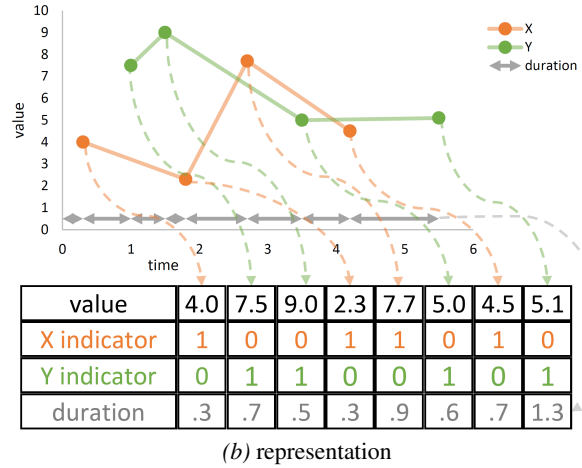 10
9
8
7
6
5
4
3
2
1
0
value
X
Y
duration
0 1 2 3 4 5 6
time
value 4.0 7.5 9.0 2.3 7.7 5.0 4.5 5.1
X indicator 1 0 0 1 1 0 1 0
Y indicator 0 1 1 0 0 1 0 1
duration .3 .7 .5 .3 .9 .6 .7 1.3
(b) representation